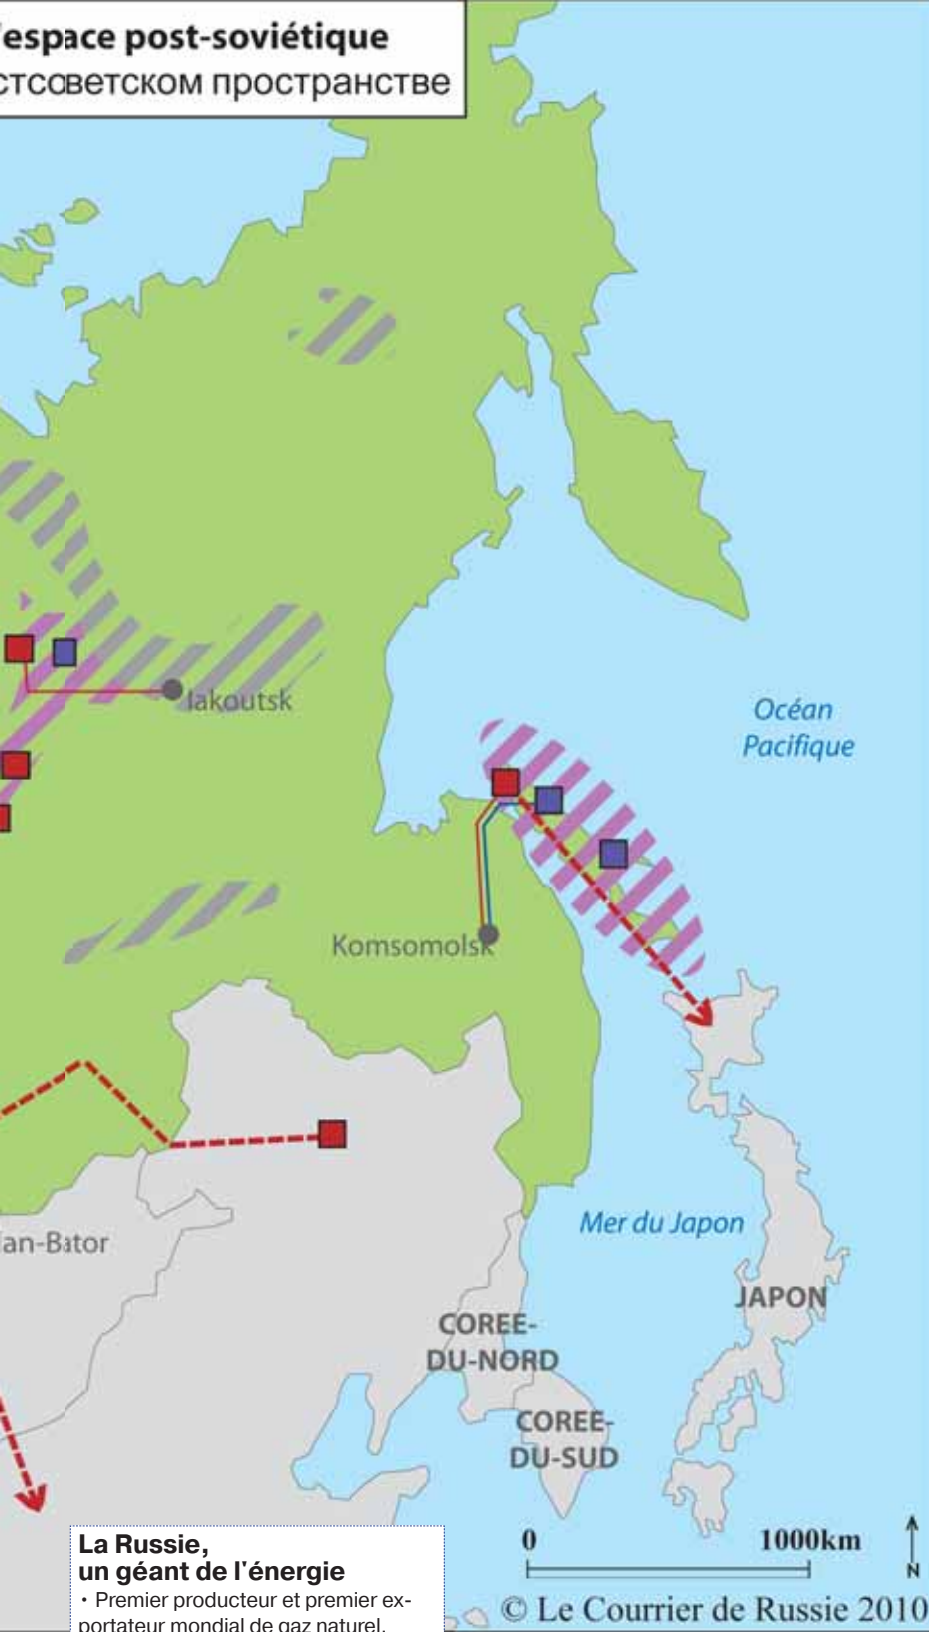 'espace post-soviétique
стсоветском пространстве
Iakoutsk
Océan
Pacifique
Komsomolsk
lan-Bator
Mer du Japon
JAPON
COREE-
DU-NORD
COREE-
DU-SUD
La Russie,
un géant de l'énergie
• Premier producteur et premier ex-
portateur mondial de gaz naturel,
0 1000km
N
© Le Courrier de Russie 2010